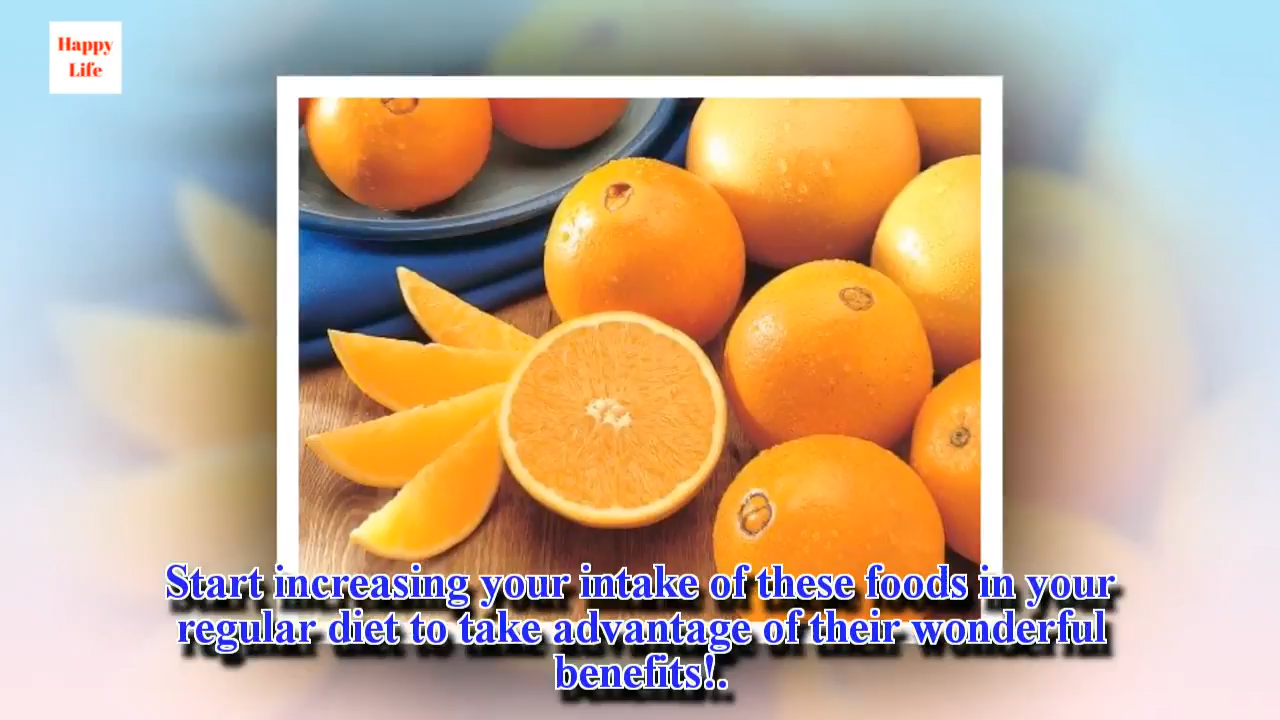 Happy
Life
Start increasing your intake of these foods in your
regular diet to take advantage of their wonderful
benefits!.